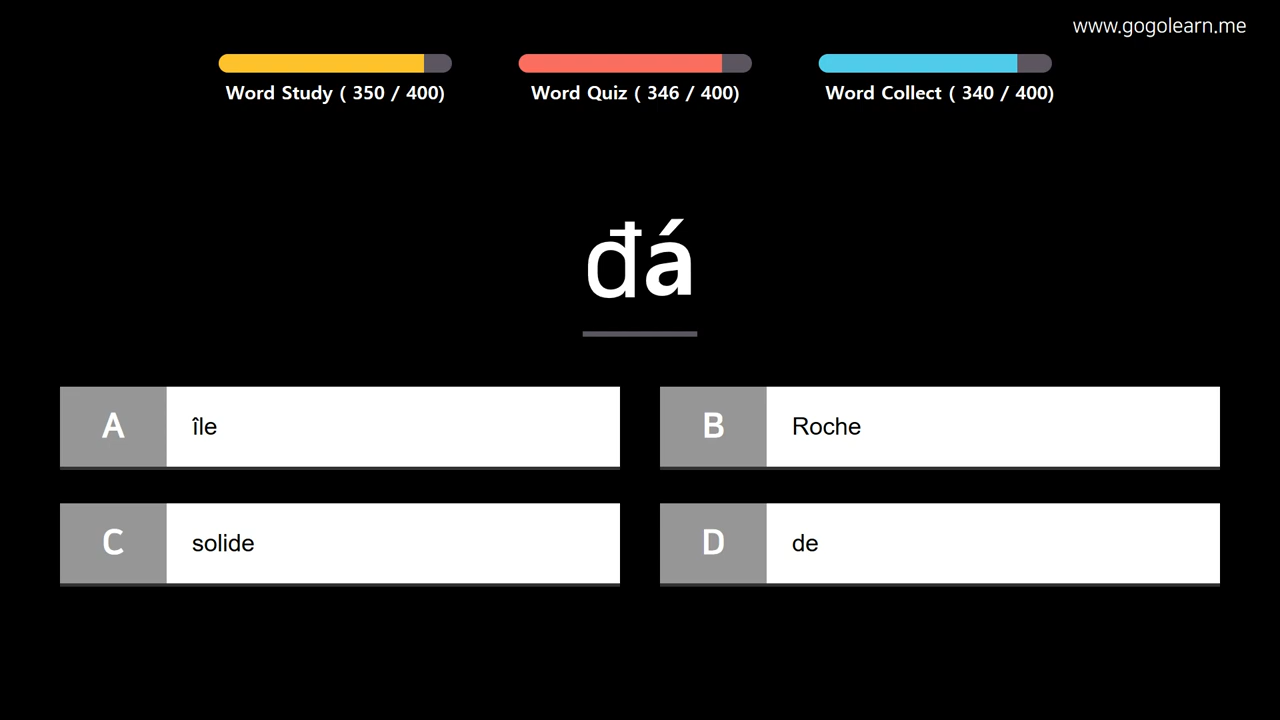 www.gogolearn.me
Word Study ( 350 / 400)
Word Quiz ( 346 / 400)
Word Collect ( 340 / 400)
đá
A île
B Roche
C solide
D de